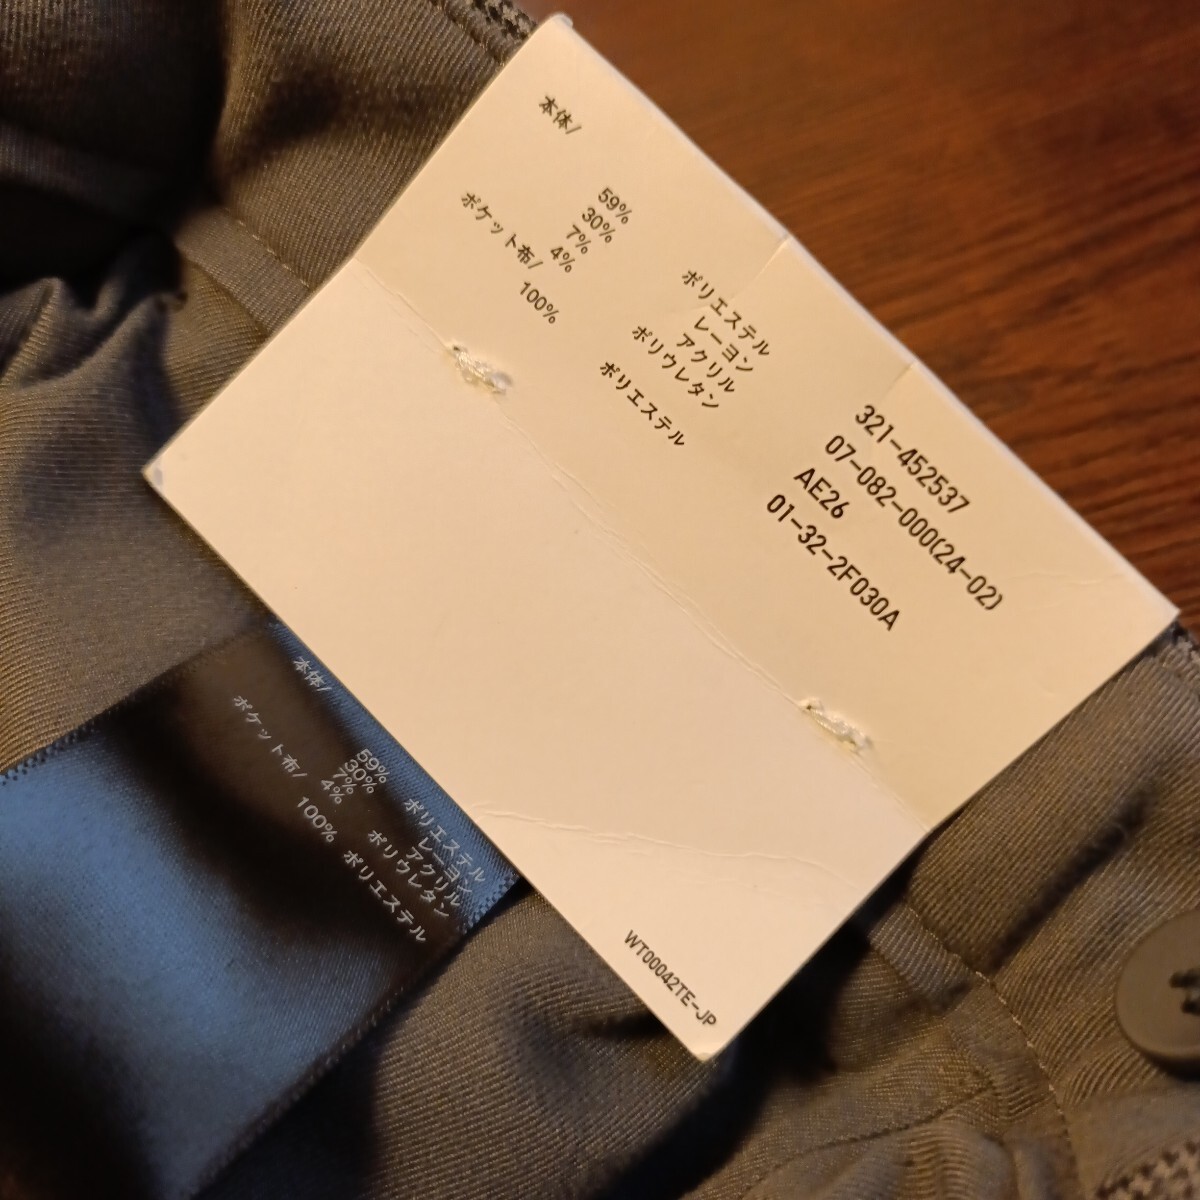 本体/
59% ポリエステル
30% レーヨン
7% アクリル
4% ポリウレタン
ポケット布/
100% ポリエステル
321-452537
07-082-000(24-02)
AE26
01-32-2F030A
WT00042TE-JP
本体/
59% ポリエステル
30% レーヨン
7% アクリル
4% ポリウレタン
ポケット布/
100% ポリエステル